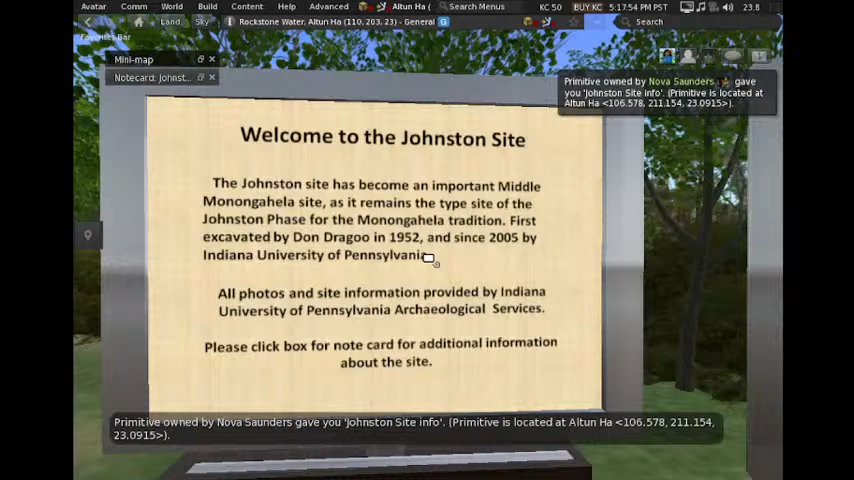 Avatar Comm World Build Content Help Advanced Altun Ha ( Search Menus KC 50 BUY KC 5:17:54 PM PST 23.8
Land Sky Rockstone Water, Altun Ha (110, 203, 23) - General G Search
Favorites Bar
Mini-map
Notecard: Johnst...
Primitive owned by Nova Saunders gave
you 'Johnston Site info'. (Primitive is located at
Altun Ha <106.578, 211.154,
23.0915>).
Welcome to the Johnston Site
The Johnston site has become an important Middle
Monongahela site, as it remains the type site of the
Johnston Phase for the Monongahela tradition. First
excavated by Don Dragoo in 1952, and since 2005 by
Indiana University of Pennsylvania
All photos and site information provided by Indiana
University of Pennsylvania Archaeological Services.
Please click box for note card for additional information
about the site.
Primitive owned by Nova Saunders gave you 'Johnston Site info'. (Primitive is located at Altun Ha <106.578, 211.154,
23.0915>).